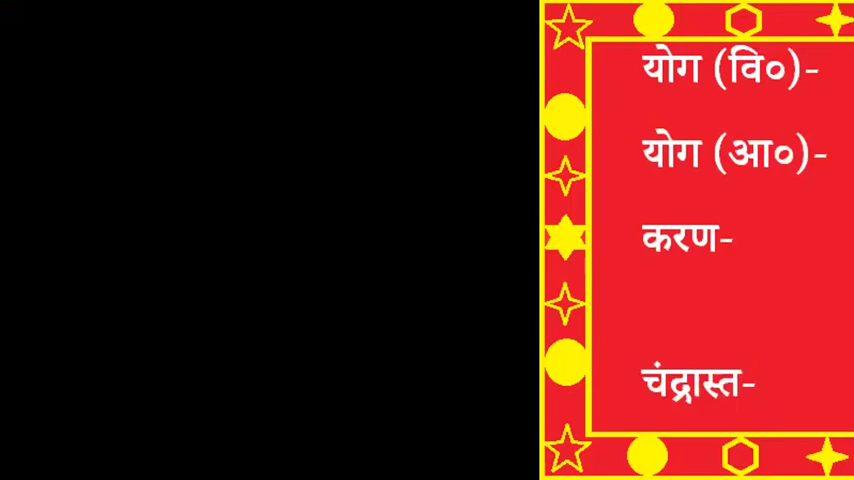 योग (वि०)-
योग (आ०)-
करण-
चंद्रास्त-